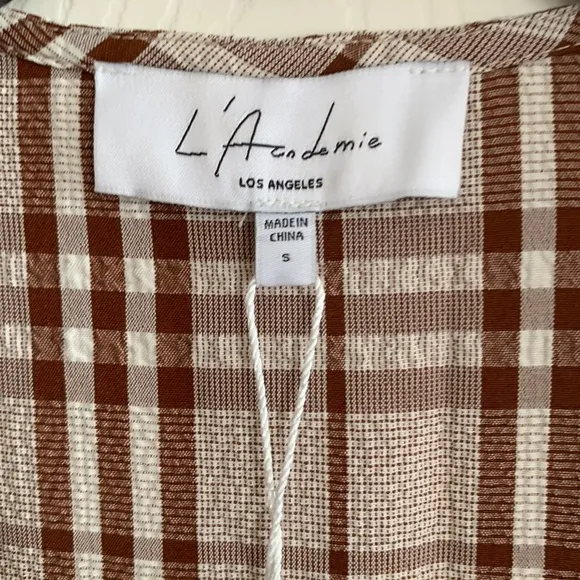 L'Academie
LOS ANGELES
MADE IN
CHINA
S